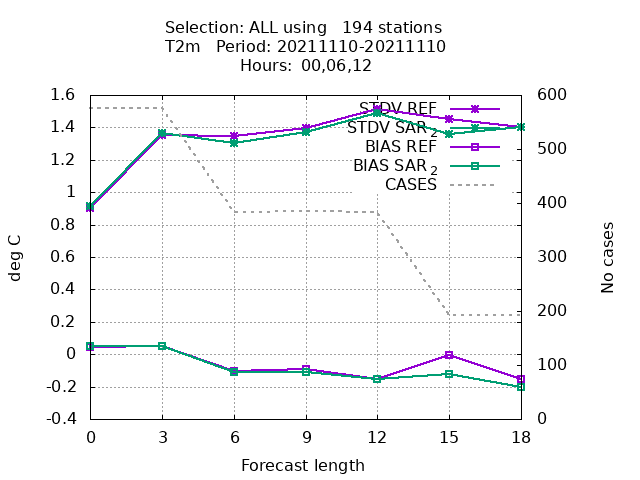 Selection: ALL using   194 stations
T2m   Period: 20211110-20211110
Hours:  00,06,12
1.6
1.4
1.2
1
0.8
0.6
0.4
0.2
0
-0.2
-0.4
deg C
STDV REF
STDV SAR 2
BIAS REF
BIAS SAR 2
CASES
600
500
400
300
200
100
0
No cases
0 3 6 9 12 15 18
Forecast length